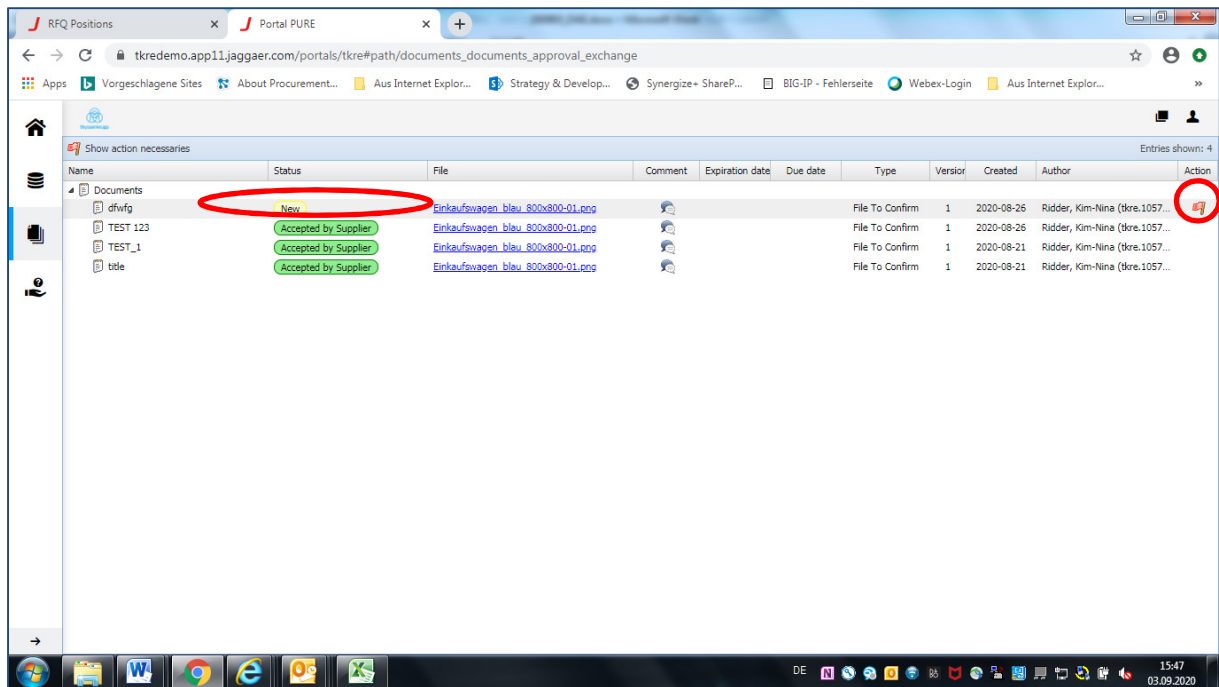 RFQ Positions
Portal PURE
tkredemo.app11.jaggaer.com/portals/tkre#path/documents_documents_approval_exchange
Apps Vorgeschlagene Sites About Procurement... Aus Internet Explor... Strategy & Develop... Synergize+ ShareP... BIG-IP - Fehlerseite Webex-Login Aus Internet Explor... »
Show action necessaries Entries shown: 4
Name Status File Comment Expiration date Due date Type Version Created Author Action
Documents
dfwfg New Einkaufswagen_blau_800x800-01.png File To Confirm 1 2020-08-26 Ridder, Kim-Nina (tkre.1057...
TEST 123 Accepted by Supplier Einkaufswagen_blau_800x800-01.png File To Confirm 1 2020-08-26 Ridder, Kim-Nina (tkre.1057...
TEST_1 Accepted by Supplier Einkaufswagen_blau_800x800-01.png File To Confirm 1 2020-08-21 Ridder, Kim-Nina (tkre.1057...
title Accepted by Supplier Einkaufswagen_blau_800x800-01.png File To Confirm 1 2020-08-21 Ridder, Kim-Nina (tkre.1057...
DE 15:47
03.09.2020